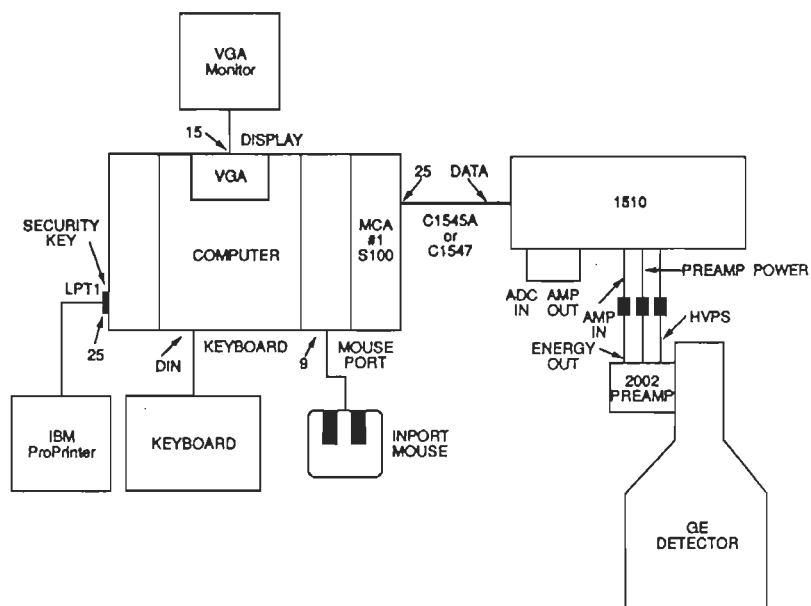 VGA
Monitor
15
DISPLAY
VGA
25
DATA
1510
SECURITY
KEY
COMPUTER
MCA
#1
S100
C1545A
or
C1547
PREAMP POWER
LPT1
ADC
IN
AMP
OUT
AMP
IN
HVPS
25
DIN
KEYBOARD
9
MOUSE
PORT
ENERGY
OUT
2002
PREAMP
IBM
ProPrinter
KEYBOARD
INPORT
MOUSE
GE
DETECTOR